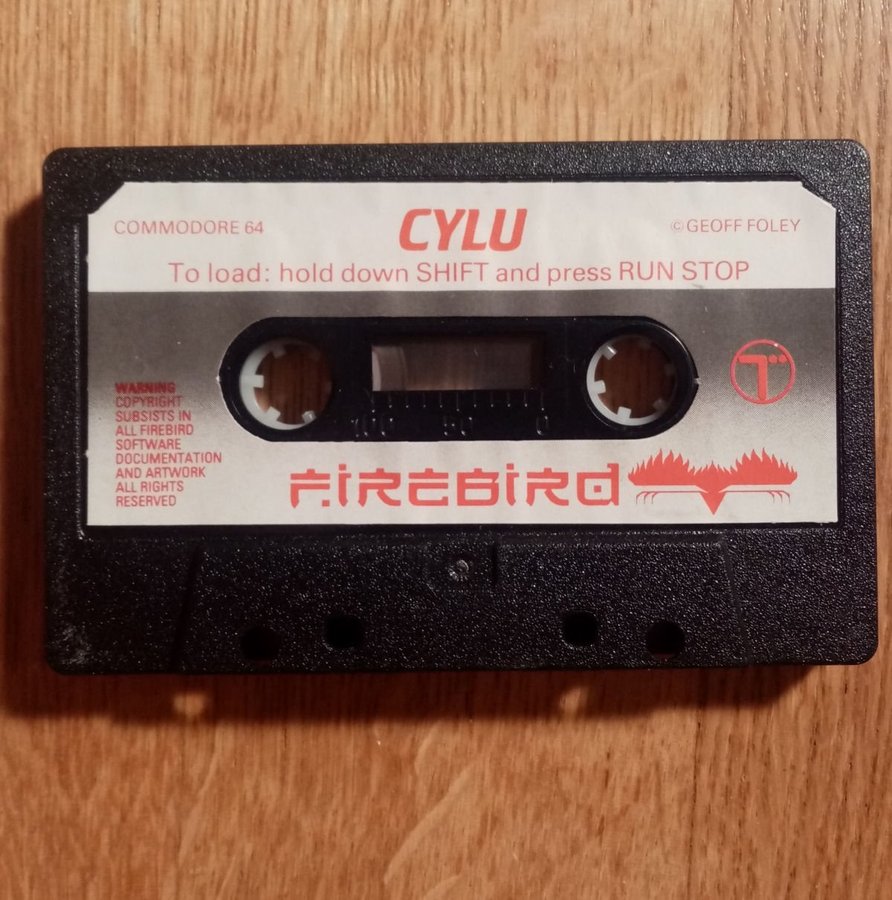 COMMODORE 64
CYLU
© GEOFF FOLEY
To load: hold down SHIFT and press RUN STOP
T
WARNING
COPYRIGHT
SUBSISTS IN
ALL FIREBIRD
SOFTWARE
DOCUMENTATION
AND ARTWORK
ALL RIGHTS
RESERVED
100 50 0
FIREBIRD